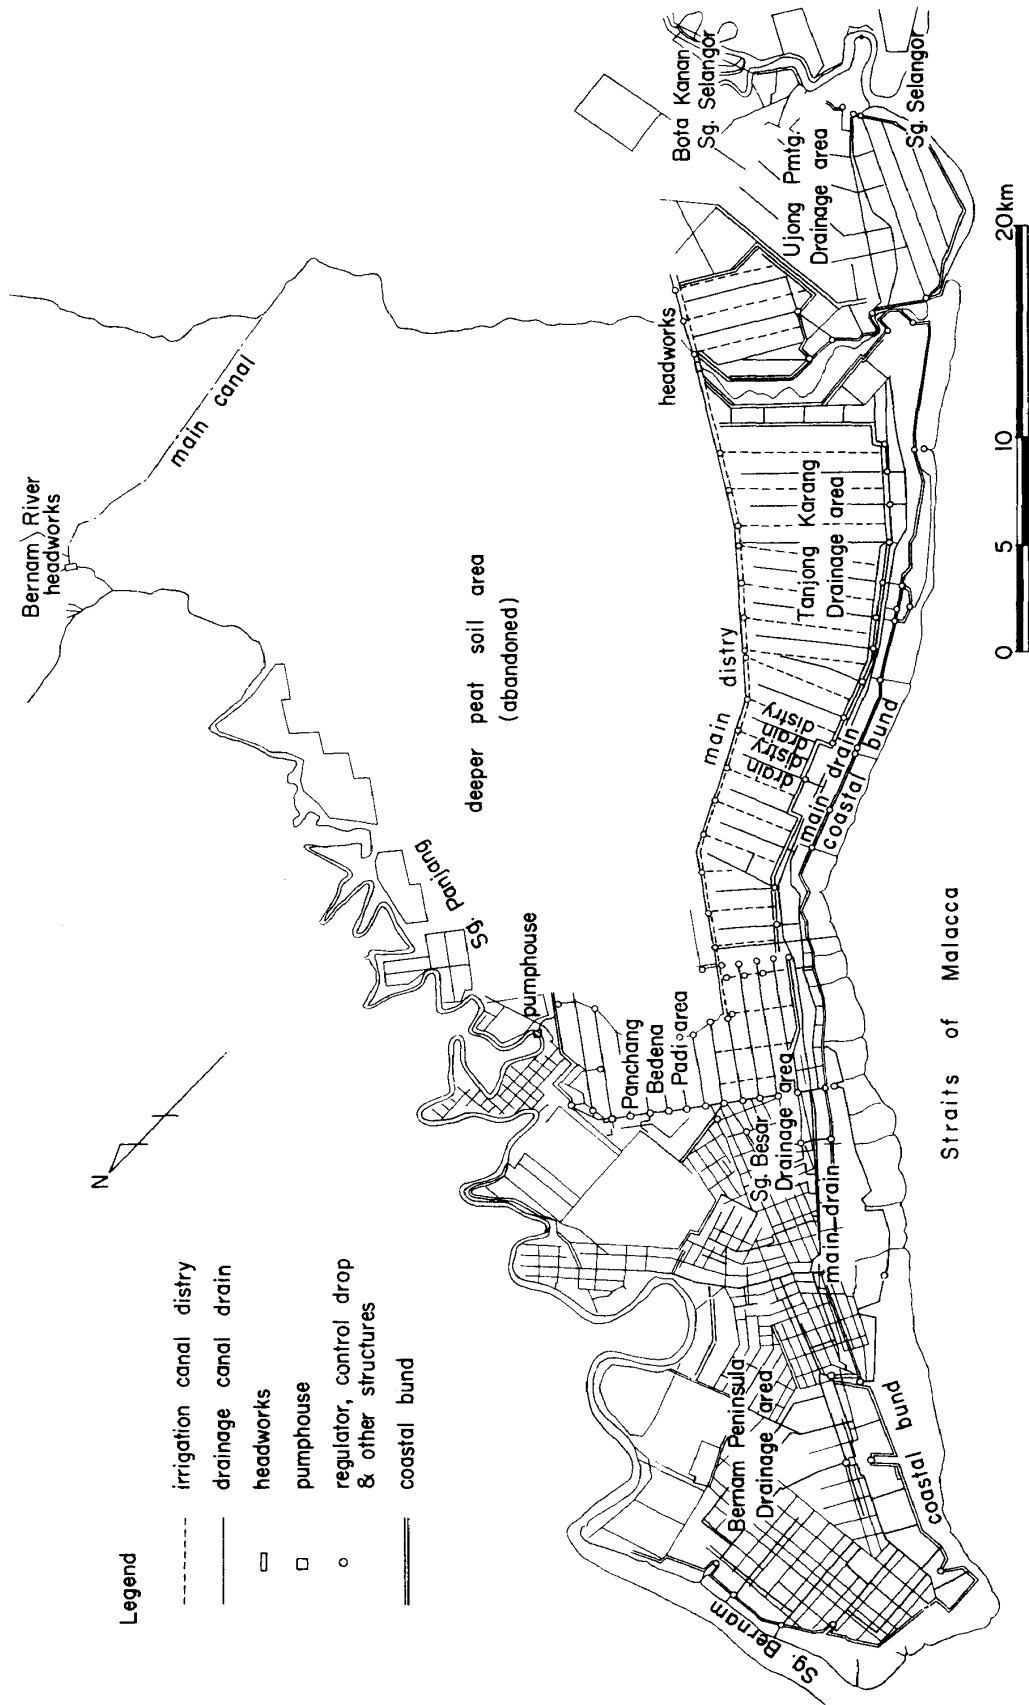 Bernam River
headworks
main canal
deeper peat soil area
(abandoned)
Sg. Panjang
pumphouse
Panchang
Bedena
Padi area
headworks
Bota Kanan
Sg. Selangor
Ujong Pmtg.
Drainage area
Sg. Selangor
Tanjong Karang
Drainage area
main distry
drain
distry
drain
distry
main drain
coastal bund
Sg. Besar
Drainage area
main drain
Bernam Peninsula
Drainage area
coastal bund
Sg. Bernam
Straits of Malacca
N
Legend
irrigation canal distry
drainage canal drain
headworks
pumphouse
regulator, control drop
& other structures
coastal bund
0 5 10 20km